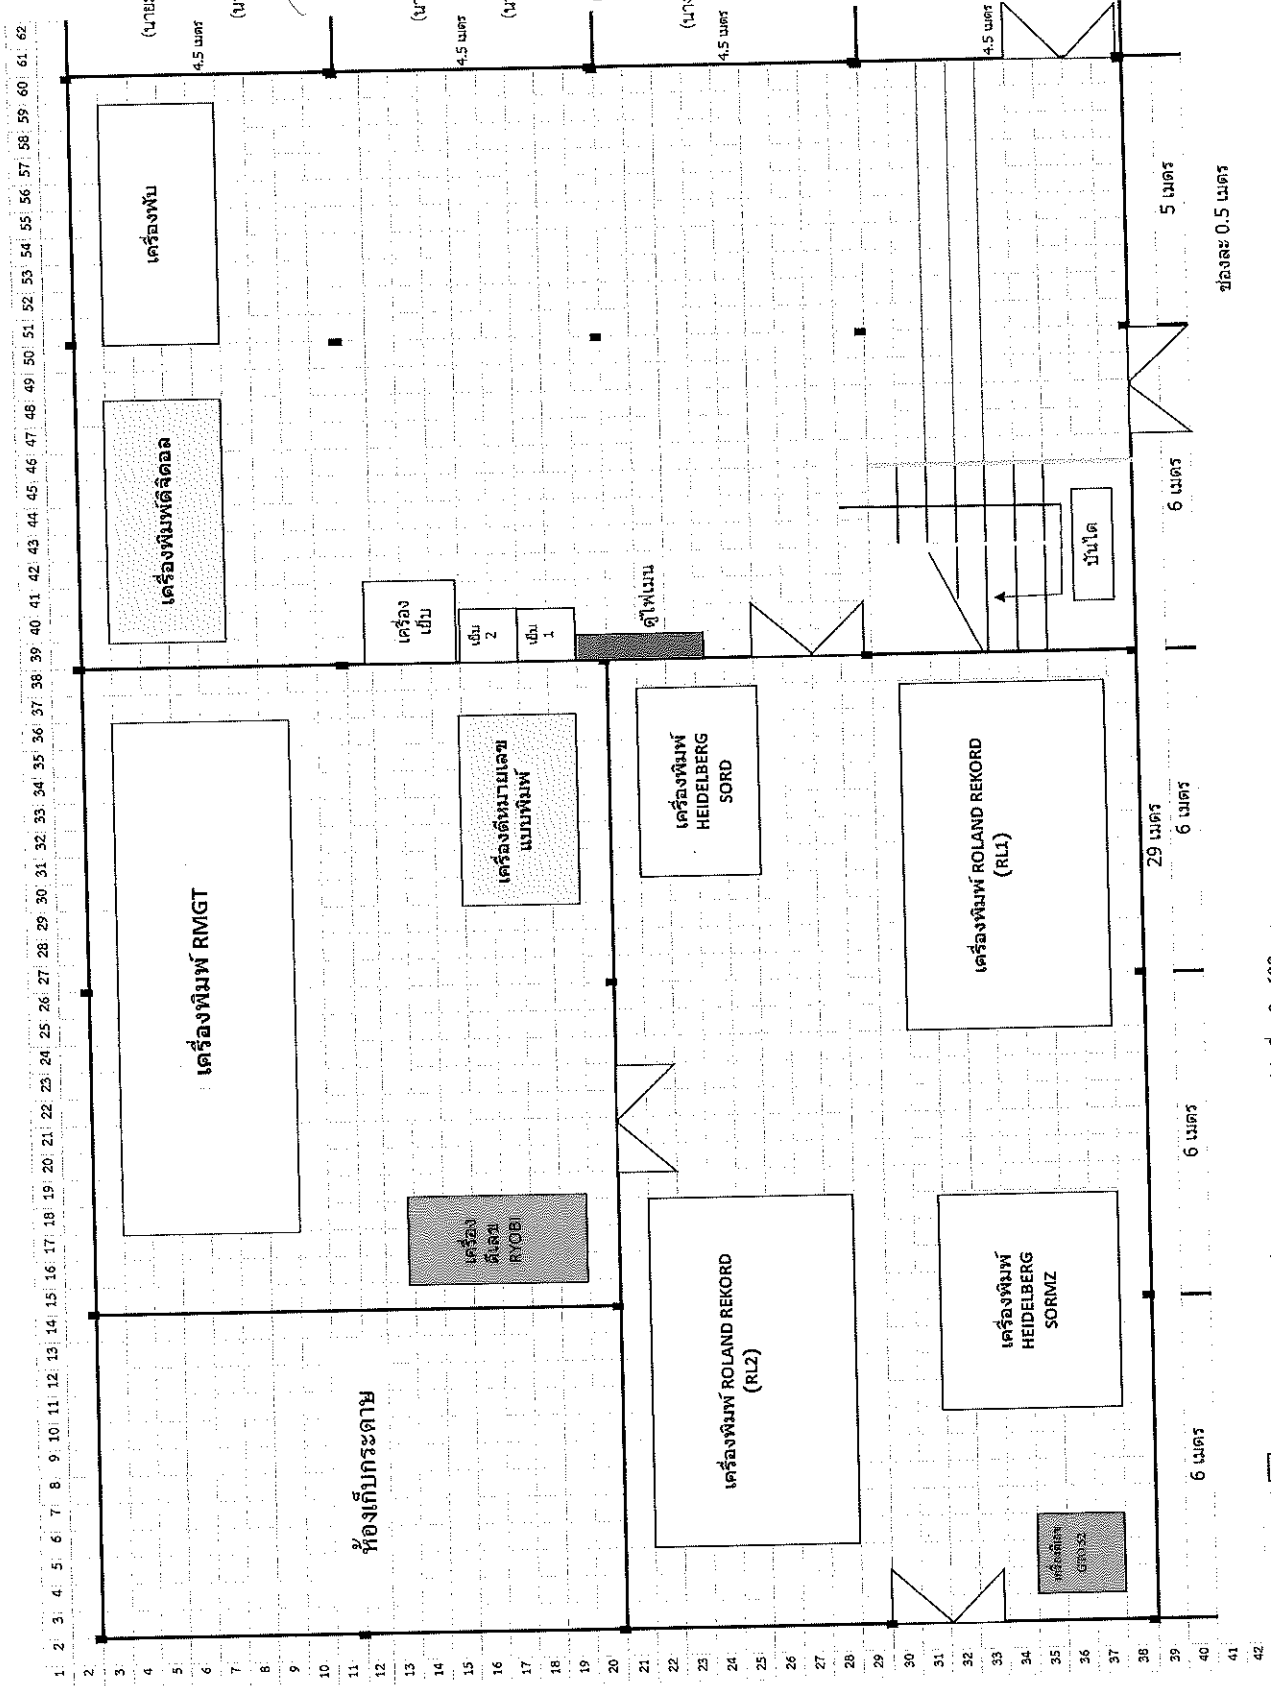 1 2 3 4 5 6 7 8 9 10 11 12 13 14 15 16 17 18 19 20 21 22 23 24 25 26 27 28 29 30 31 32 33 34 35 36 37 38 39 40 41 42 43 44 45 46 47 48 49 50 51 52 53 54 55 56 57 58 59 60 61 62
2
3
4
5
6
7
8
9
10
11
12
13
14
15
16
17
18
19
20
21
22
23
24
25
26
27
28
29
30
31
32
33
34
35
36
37
38
39
40
41
42
4.5 เมตร
4.5 เมตร
4.5 เมตร
4.5 เมตร
เครื่องพิมพ์ RMGT
เครื่องพิมพ์ดิจิตอล
เครื่องพับ
ห้องเก็บกระดาษ
เครื่อง
ตีเลข
RYOBI
เครื่องตีหมายเลข
แบบพิมพ์
เครื่อง
เย็บ
เย็บ
2
เย็บ
1
ตู้ไฟเมน
เครื่องพิมพ์
HEIDELBERG
SORD
เครื่องพิมพ์ ROLAND REKORD
(RL2)
เครื่องพิมพ์ ROLAND REKORD
(RL1)
เครื่องพิมพ์
HEIDELBERG
SORMZ
บันได
6 เมตร
6 เมตร
6 เมตร
6 เมตร
5 เมตร
29 เมตร
ช่องละ 0.5 เมตร